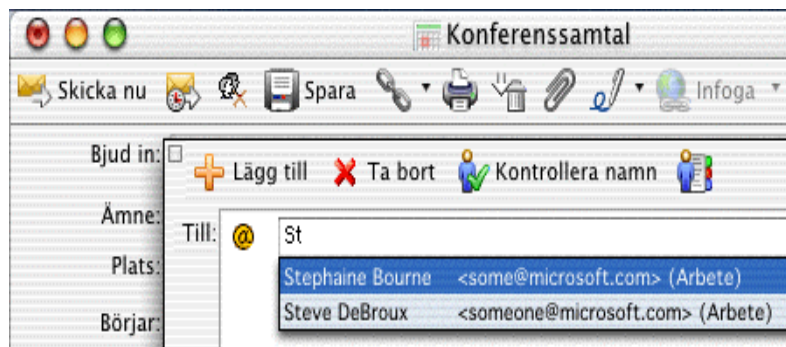 Konferenssamtal
Skicka nu Spara Infoga
Bjud in: Lägg till Ta bort Kontrollera namn
Ämne:
Till: @ St
Plats:
Stephaine Bourne <some@microsoft.com> (Arbete)
Steve DeBroux <someone@microsoft.com> (Arbete)
Börjar: